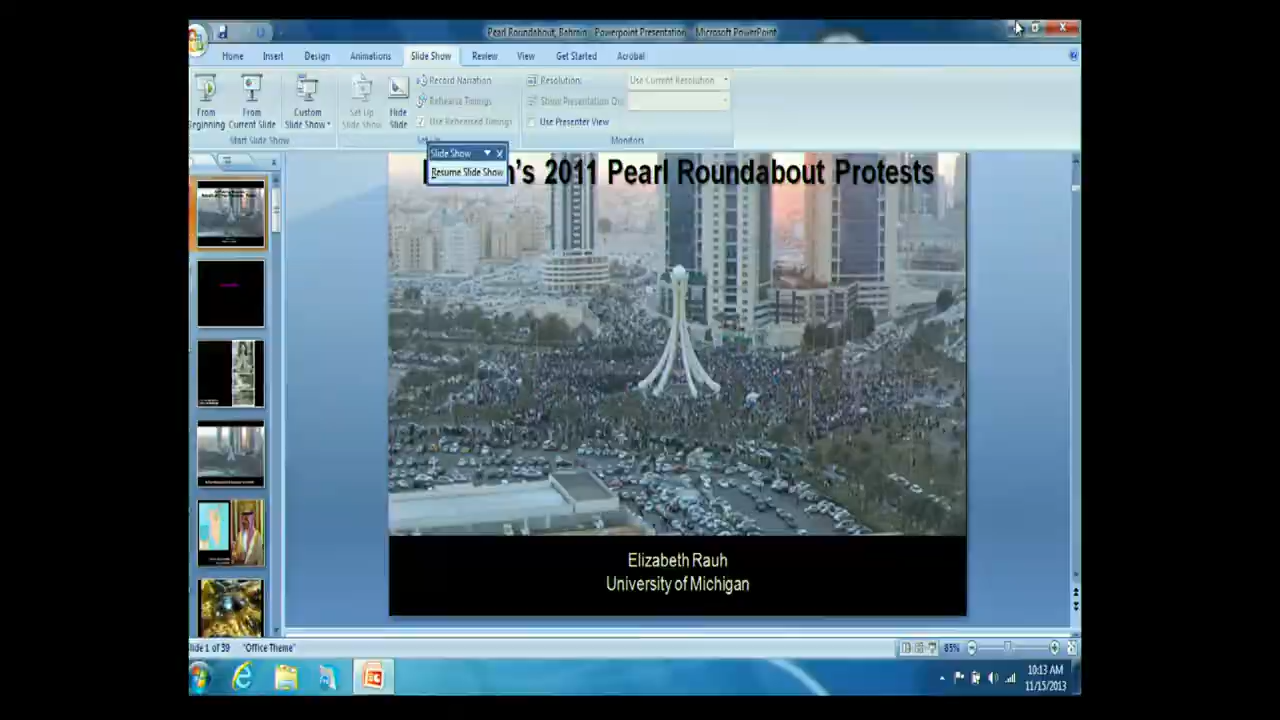 Pearl Roundabout, Bahrain - Powerpoint Presentation - Microsoft PowerPoint
Home Insert Design Animations Slide Show Review View Get Started Acrobal
From Beginning
From Current Slide
Custom Slide Show
Set Up Slide Show
Hide Slide
Record Narration
Rehearse Timings
Use Rehearsed Timings
Resolution:
Use Current Resolution
Show Presentation On:
Use Presenter View
Start Slide Show
Monitors
Slide Show
Resume Slide Show
's 2011 Pearl Roundabout Protests
Elizabeth Rauh
University of Michigan
lide 1 of 39 "Office Theme"
85%
10:13 AM
11/15/2013